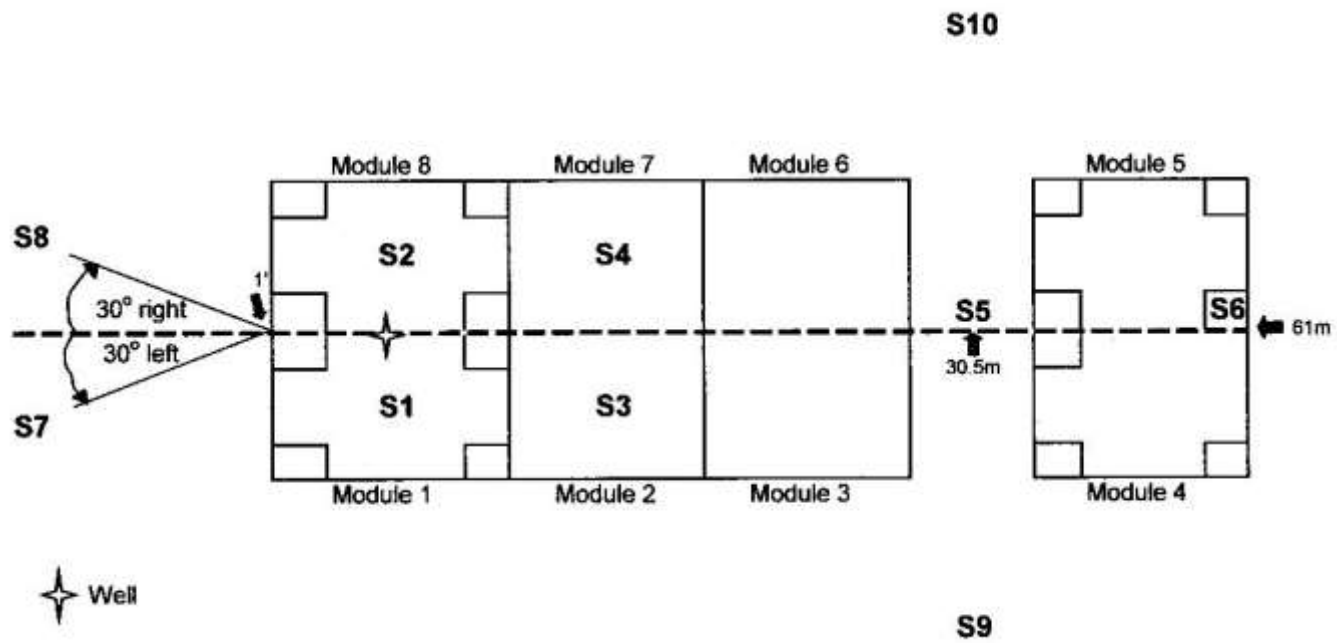 S10
Module 8 Module 7 Module 6 Module 5
S8
S2 S4
1'
30° right
S5 S6
61m
30° left
30.5m
S1 S3
S7
Module 1 Module 2 Module 3 Module 4
Well
S9